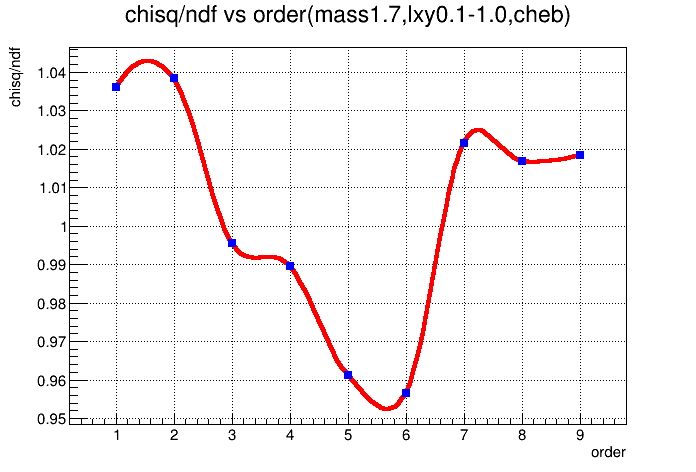 chisq/ndf vs order(mass1.7,lxy0.1-1.0,cheb)
chisq/ndf
1.04
1.03
1.02
1.01
1
0.99
0.98
0.97
0.96
0.95
1 2 3 4 5 6 7 8 9
order